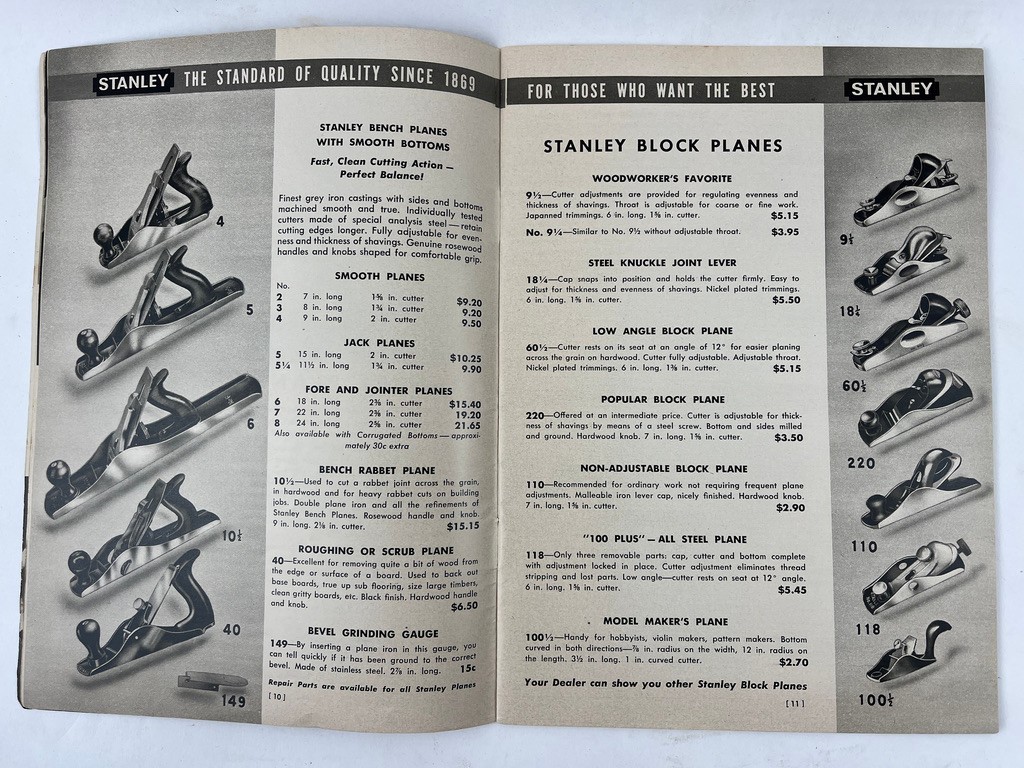 STANLEY THE STANDARD OF QUALITY SINCE 1869
STANLEY BENCH PLANES
WITH SMOOTH BOTTOMS
Fast, Clean Cutting Action —
Perfect Balance!
Finest grey iron castings with sides and bottoms
machined smooth and true. Individually tested
cutters made of special analysis steel — retain
cutting edges longer. Fully adjustable for even-
ness and thickness of shavings. Genuine rosewood
handles and knobs shaped for comfortable grip.
SMOOTH PLANES
No.
2 7 in. long 1⅝ in. cutter $9.20
3 8 in. long 1¾ in. cutter 9.20
4 9 in. long 2 in. cutter 9.50
JACK PLANES
5 15 in. long 2 in. cutter $10.25
5¼ 11½ in. long 1¾ in. cutter 9.90
FORE AND JOINTER PLANES
6 18 in. long 2⅜ in. cutter $15.40
7 22 in. long 2⅜ in. cutter 19.20
8 24 in. long 2⅝ in. cutter 21.65
Also available with Corrugated Bottoms — approxi-
mately 30c extra
BENCH RABBET PLANE
10½—Used to cut a rabbet joint across the grain,
in hardwood and for heavy rabbet cuts on building
jobs. Double plane iron and all the refinements of
Stanley Bench Planes. Rosewood handle and knob.
9 in. long. 2⅛ in. cutter. $15.15
ROUGHING OR SCRUB PLANE
40—Excellent for removing quite a bit of wood from
the edge or surface of a board. Used to back out
base boards, true up sub flooring, size large timbers,
clean gritty boards, etc. Black finish. Hardwood handle
and knob. $6.50
BEVEL GRINDING GAUGE
149—By inserting a plane iron in this gauge, you
can tell quickly if it has been ground to the correct
bevel. Made of stainless steel. 2⅞ in. long. 15c
Repair Parts are available for all Stanley Planes
[10]
4
5
6
10½
40
149
FOR THOSE WHO WANT THE BEST STANLEY
STANLEY BLOCK PLANES
WOODWORKER'S FAVORITE
9½—Cutter adjustments are provided for regulating evenness and
thickness of shavings. Throat is adjustable for coarse or fine work.
Japanned trimmings. 6 in. long. 1⅝ in. cutter. $5.15
No. 9¼—Similar to No. 9½ without adjustable throat. $3.95
STEEL KNUCKLE JOINT LEVER
18¼—Cap snaps into position and holds the cutter firmly. Easy to
adjust for thickness and evenness of shavings. Nickel plated trimmings.
6 in. long. 1⅝ in. cutter. $5.50
LOW ANGLE BLOCK PLANE
60½—Cutter rests on its seat at an angle of 12° for easier planing
across the grain on hardwood. Cutter fully adjustable. Adjustable throat.
Nickel plated trimmings. 6 in. long. 1⅜ in. cutter. $5.15
POPULAR BLOCK PLANE
220—Offered at an intermediate price. Cutter is adjustable for thick-
ness of shavings by means of a steel screw. Bottom and sides milled
and ground. Hardwood knob. 7 in. long. 1⅝ in. cutter. $3.50
NON-ADJUSTABLE BLOCK PLANE
110—Recommended for ordinary work not requiring frequent plane
adjustments. Malleable iron lever cap, nicely finished. Hardwood knob.
7 in. long. 1⅝ in. cutter. $2.90
"100 PLUS" — ALL STEEL PLANE
118—Only three removable parts; cap, cutter and bottom complete
with adjustment locked in place. Cutter adjustment eliminates thread
stripping and lost parts. Low angle—cutter rests on seat at 12° angle.
6 in. long. 1⅝ in. cutter. $5.45
MODEL MAKER'S PLANE
100½—Handy for hobbyists, violin makers, pattern makers. Bottom
curved in both directions—⅞ in. radius on the width, 12 in. radius on
the length. 3½ in. long. 1 in. curved cutter. $2.70
Your Dealer can show you other Stanley Block Planes
[11]
9½
18¼
60½
220
110
118
100½